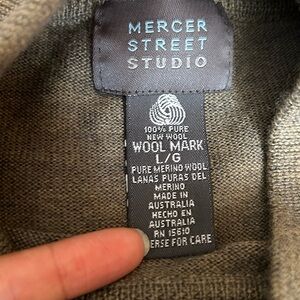 MERCER
STREET
STUDIO
100% PURE
NEW WOOL
WOOL MARK
L/G
PURE MERINO WOOL
LANAS PURAS DEL
MERINO
MADE IN
AUSTRALIA
HECHO EN
AUSTRALIA
RN 15610
ERSE FOR CARE